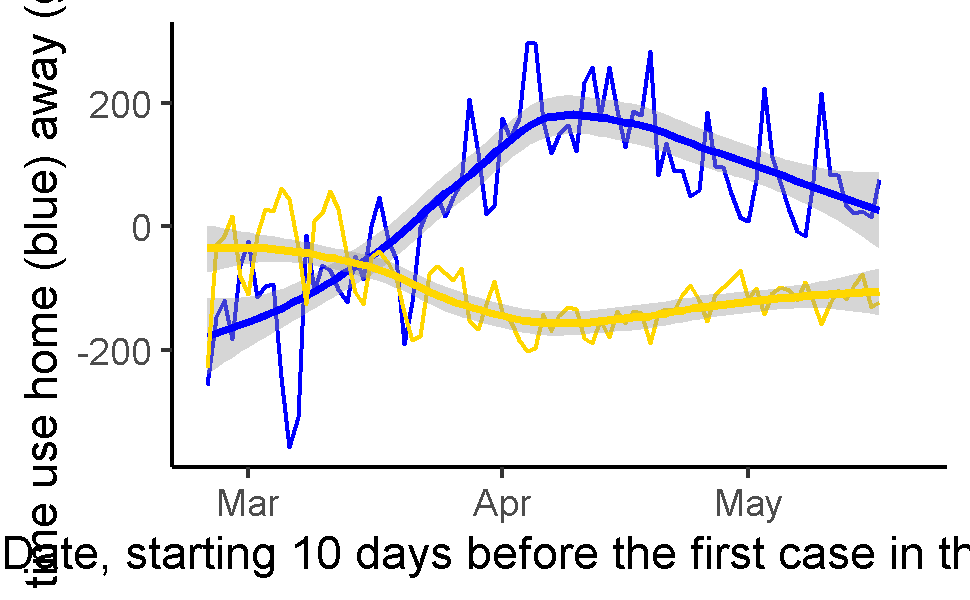 time use home (blue) away (
200
0
-200
Mar Apr May
Date, starting 10 days before the first case in th